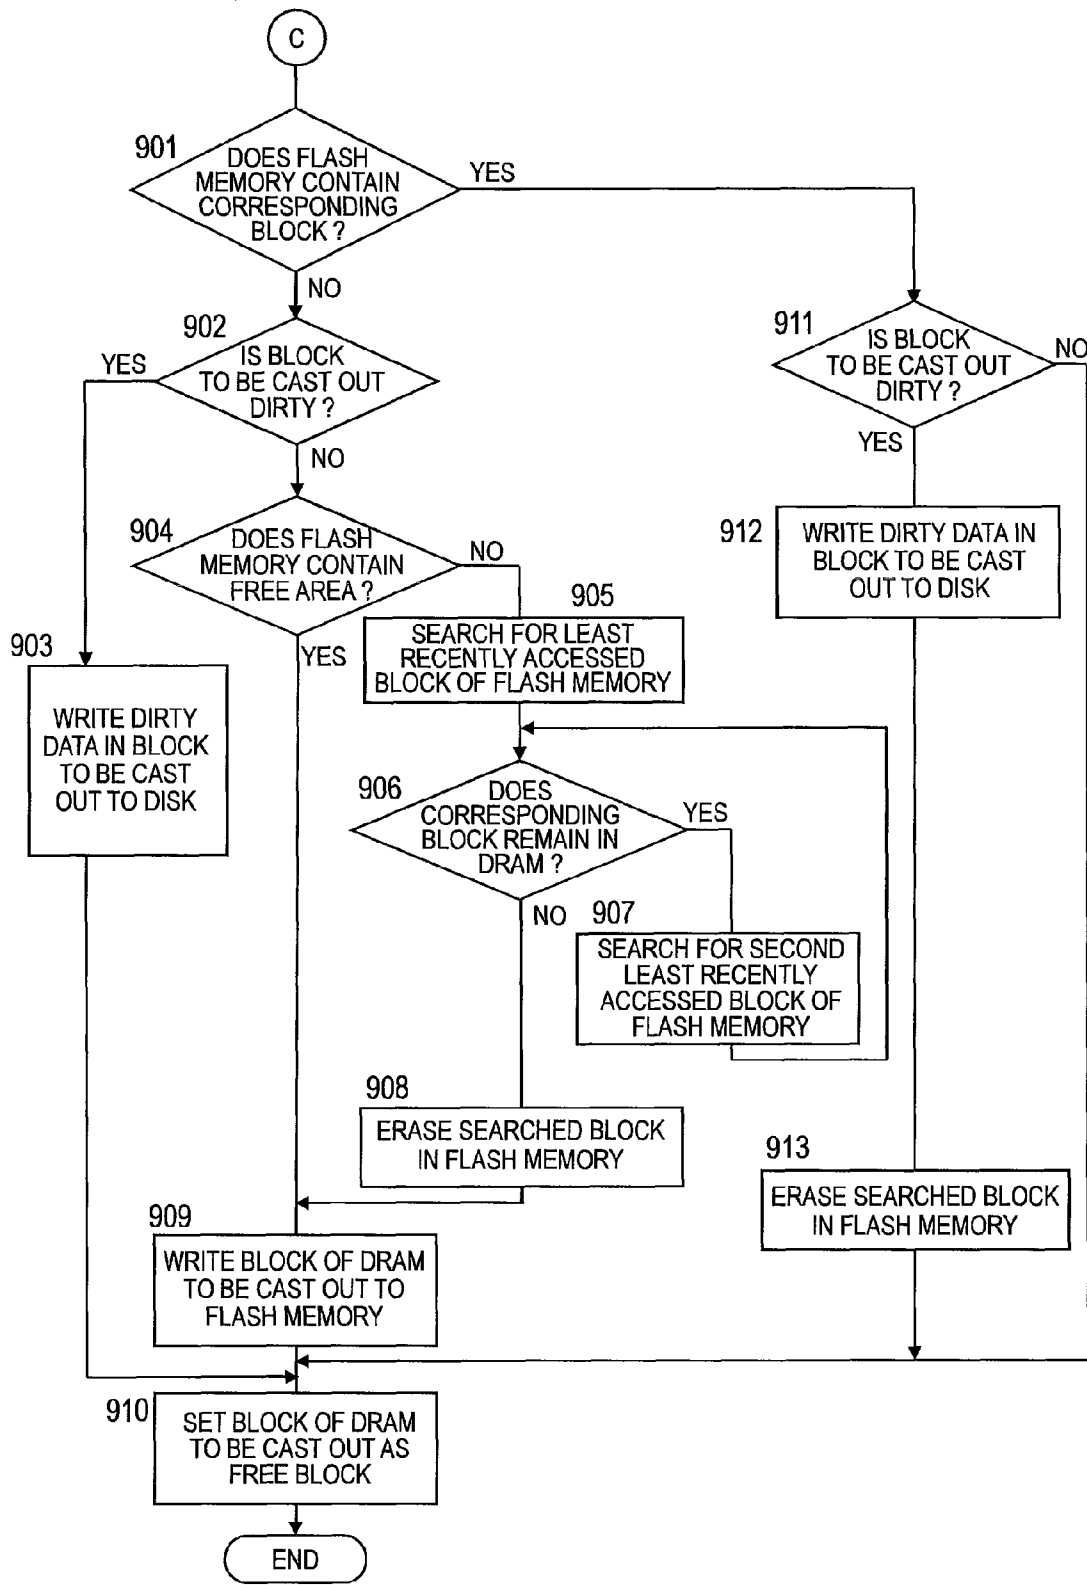 C
901
DOES FLASH
MEMORY CONTAIN
CORRESPONDING
BLOCK ?
YES
NO
902
IS BLOCK
TO BE CAST OUT
DIRTY ?
YES
NO
911
IS BLOCK
TO BE CAST OUT
DIRTY ?
NO
YES
904
DOES FLASH
MEMORY CONTAIN
FREE AREA ?
NO
YES
912
WRITE DIRTY DATA IN
BLOCK TO BE CAST
OUT TO DISK
905
SEARCH FOR LEAST
RECENTLY ACCESSED
BLOCK OF FLASH MEMORY
903
WRITE DIRTY
DATA IN BLOCK
TO BE CAST
OUT TO DISK
906
DOES
CORRESPONDING
BLOCK REMAIN IN
DRAM ?
YES
NO
907
SEARCH FOR SECOND
LEAST RECENTLY
ACCESSED BLOCK OF
FLASH MEMORY
908
ERASE SEARCHED BLOCK
IN FLASH MEMORY
913
ERASE SEARCHED BLOCK
IN FLASH MEMORY
909
WRITE BLOCK OF DRAM
TO BE CAST OUT TO
FLASH MEMORY
910
SET BLOCK OF DRAM
TO BE CAST OUT AS
FREE BLOCK
END